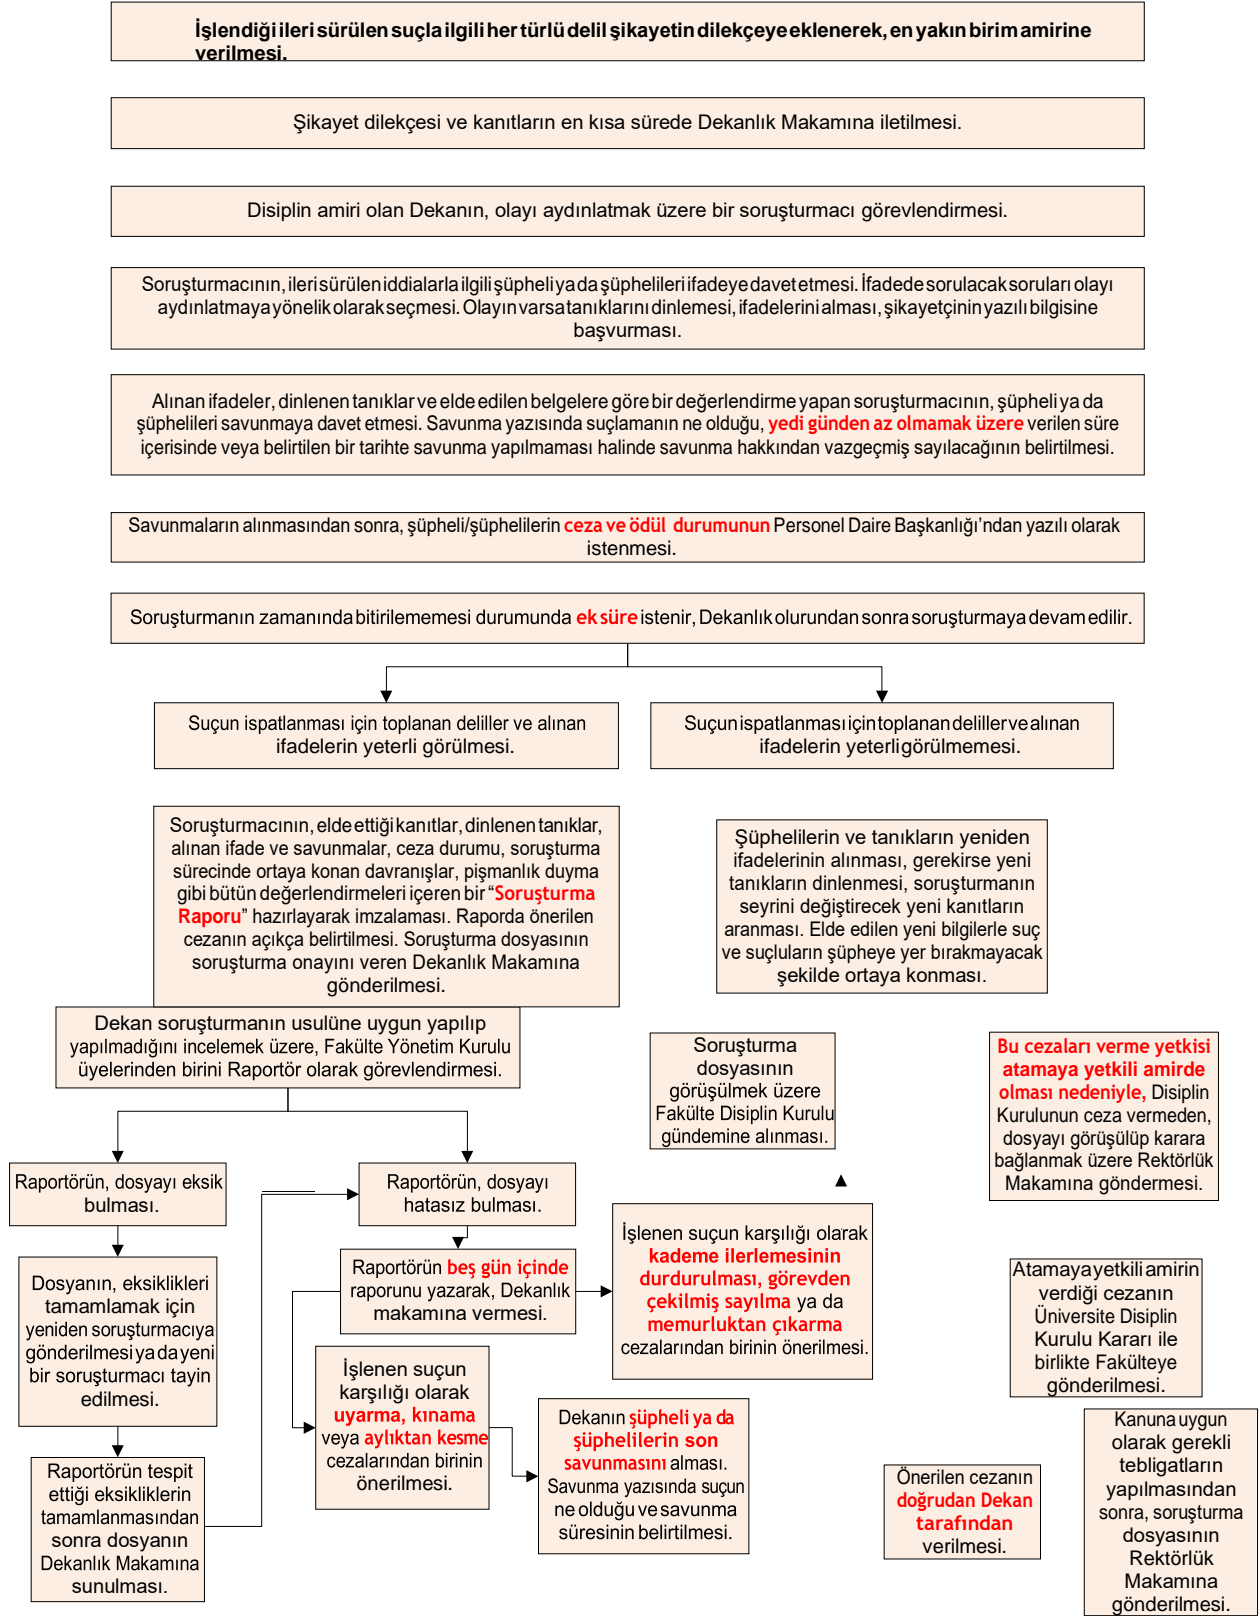 İşlendiği ileri sürülen suçla ilgili her türlü delil şikayetin dilekçeye eklenerek, en yakın birim amirine
verilmesi.
Şikayet dilekçesi ve kanıtların en kısa sürede Dekanlık Makamına iletilmesi.
Disiplin amiri olan Dekanın, olayı aydınlatmak üzere bir soruşturmacı görevlendirmesi.
Soruşturmacının, ileri sürülen iddialarla ilgili şüpheli ya da şüphelileri ifadeye davet etmesi. İfadede sorulacak soruları olayı
aydınlatmaya yönelik olarak seçmesi. Olayın varsa tanıklarını dinlemesi, ifadelerini alması, şikayetçinin yazılı bilgisine
başvurması.
Alınan ifadeler, dinlenen tanıklar ve elde edilen belgelere göre bir değerlendirme yapan soruşturmacının, şüpheli ya da
şüphelileri savunmaya davet etmesi. Savunma yazısında suçlamanın ne olduğu, yedi günden az olmamak üzere verilen süre
içerisinde veya belirtilen bir tarihte savunma yapılmaması halinde savunma hakkından vazgeçmiş sayılacağının belirtilmesi.
Savunmaların alınmasından sonra, şüpheli/şüphelilerin ceza ve ödül durumunun Personel Daire Başkanlığı’ndan yazılı olarak
istenmesi.
Soruşturmanın zamanında bitirilememesi durumunda ek süre istenir, Dekanlık olurundan sonra soruşturmaya devam edilir.
Suçun ispatlanması için toplanan deliller ve alınan
ifadelerin yeterli görülmesi.
Suçun ispatlanması için toplanan deliller ve alınan
ifadelerin yeterli görülmemesi.
Soruşturmacının, elde ettiği kanıtlar, dinlenen tanıklar,
alınan ifade ve savunmalar, ceza durumu, soruşturma
sürecinde ortaya konan davranışlar, pişmanlık duyma
gibi bütün değerlendirmeleri içeren bir “Soruşturma
Raporu” hazırlayarak imzalaması. Raporda önerilen
cezanın açıkça belirtilmesi. Soruşturma dosyasının
soruşturma onayını veren Dekanlık Makamına
gönderilmesi.
Şüphelilerin ve tanıkların yeniden
ifadelerinin alınması, gerekirse yeni
tanıkların dinlenmesi, soruşturmanın
seyrini değiştirecek yeni kanıtların
aranması. Elde edilen yeni bilgilerle suç
ve suçluların şüpheye yer bırakmayacak
şekilde ortaya konması.
Dekan soruşturmanın usulüne uygun yapılıp
yapılmadığını incelemek üzere, Fakülte Yönetim Kurulu
üyelerinden birini Raportör olarak görevlendirmesi.
Soruşturma
dosyasının
görüşülmek üzere
Fakülte Disiplin Kurulu
gündemine alınması.
Bu cezaları verme yetkisi
atamaya yetkili amirde
olması nedeniyle, Disiplin
Kurulunun ceza vermeden,
dosyayı görüşülüp karara
bağlanmak üzere Rektörlük
Makamına göndermesi.
Raportörün, dosyayı eksik
bulması.
Raportörün, dosyayı
hatasız bulması.
İşlenen suçun karşılığı olarak
kademe ilerlemesinin
durdurulması, görevden
çekilmiş sayılma ya da
memurluktan çıkarma
cezalarından birinin önerilmesi.
Dosyanın, eksiklikleri
tamamlamak için
yeniden soruşturmacıya
gönderilmesi ya da yeni
bir soruşturmacı tayin
edilmesi.
Raportörün beş gün içinde
raporunu yazarak, Dekanlık
makamına vermesi.
Atamaya yetkili amirin
verdiği cezanın
Üniversite Disiplin
Kurulu Kararı ile
birlikte Fakülteye
gönderilmesi.
İşlenen suçun
karşılığı olarak
uyarma, kınama
veya aylıktan kesme
cezalarından birinin
önerilmesi.
Dekanın şüpheli ya da
şüphelilerin son
savunmasını alması.
Savunma yazısında suçun
ne olduğu ve savunma
süresinin belirtilmesi.
Kanuna uygun
olarak gerekli
tebligatların
yapılmasından
sonra, soruşturma
dosyasının
Rektörlük
Makamına
gönderilmesi.
Raportörün tespit
ettiği eksikliklerin
tamamlanmasından
sonra dosyanın
Dekanlık Makamına
sunulması.
Önerilen cezanın
doğrudan Dekan
tarafından
verilmesi.